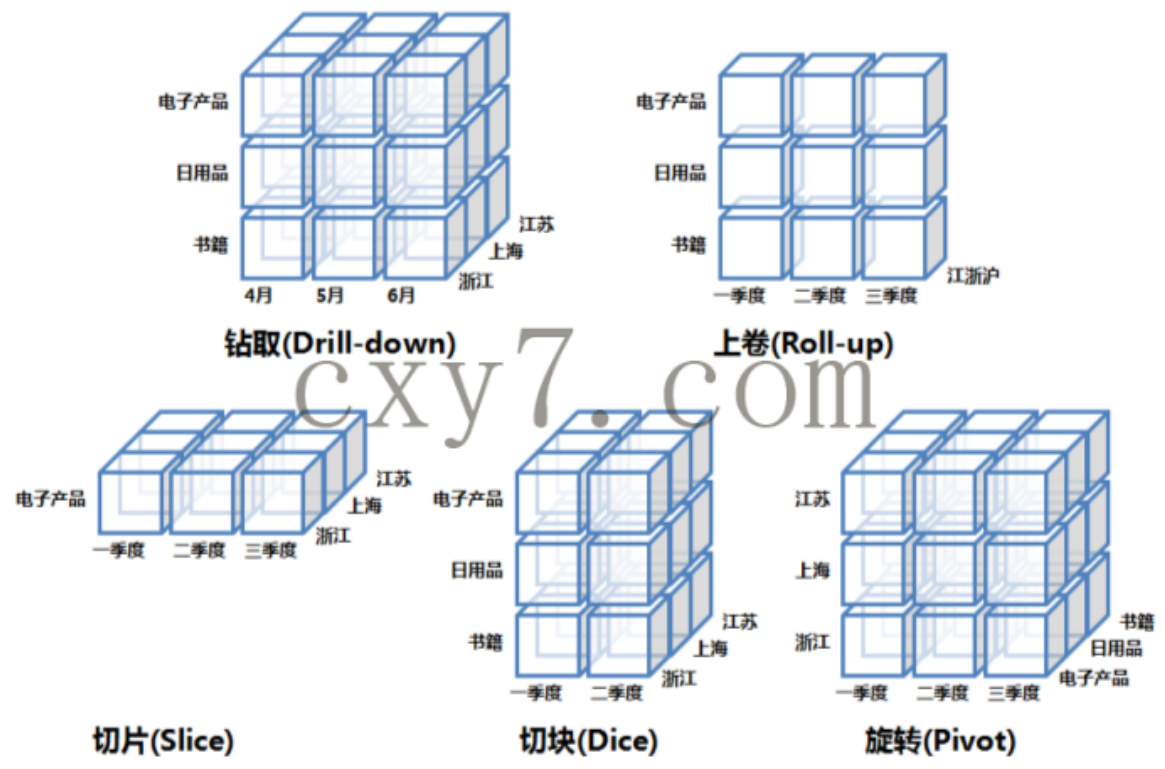 电子产品
日用品
书籍
4月 5月 6月
浙江
上海
江苏
钻取(Drill-down)
电子产品
日用品
书籍
一季度 二季度 三季度
江浙沪
上卷(Roll-up)
cxy7.com
电子产品
一季度 二季度 三季度
浙江
上海
江苏
切片(Slice)
电子产品
日用品
书籍
一季度 二季度
浙江
上海
江苏
切块(Dice)
江苏
上海
浙江
一季度 二季度 三季度
电子产品
日用品
书籍
旋转(Pivot)